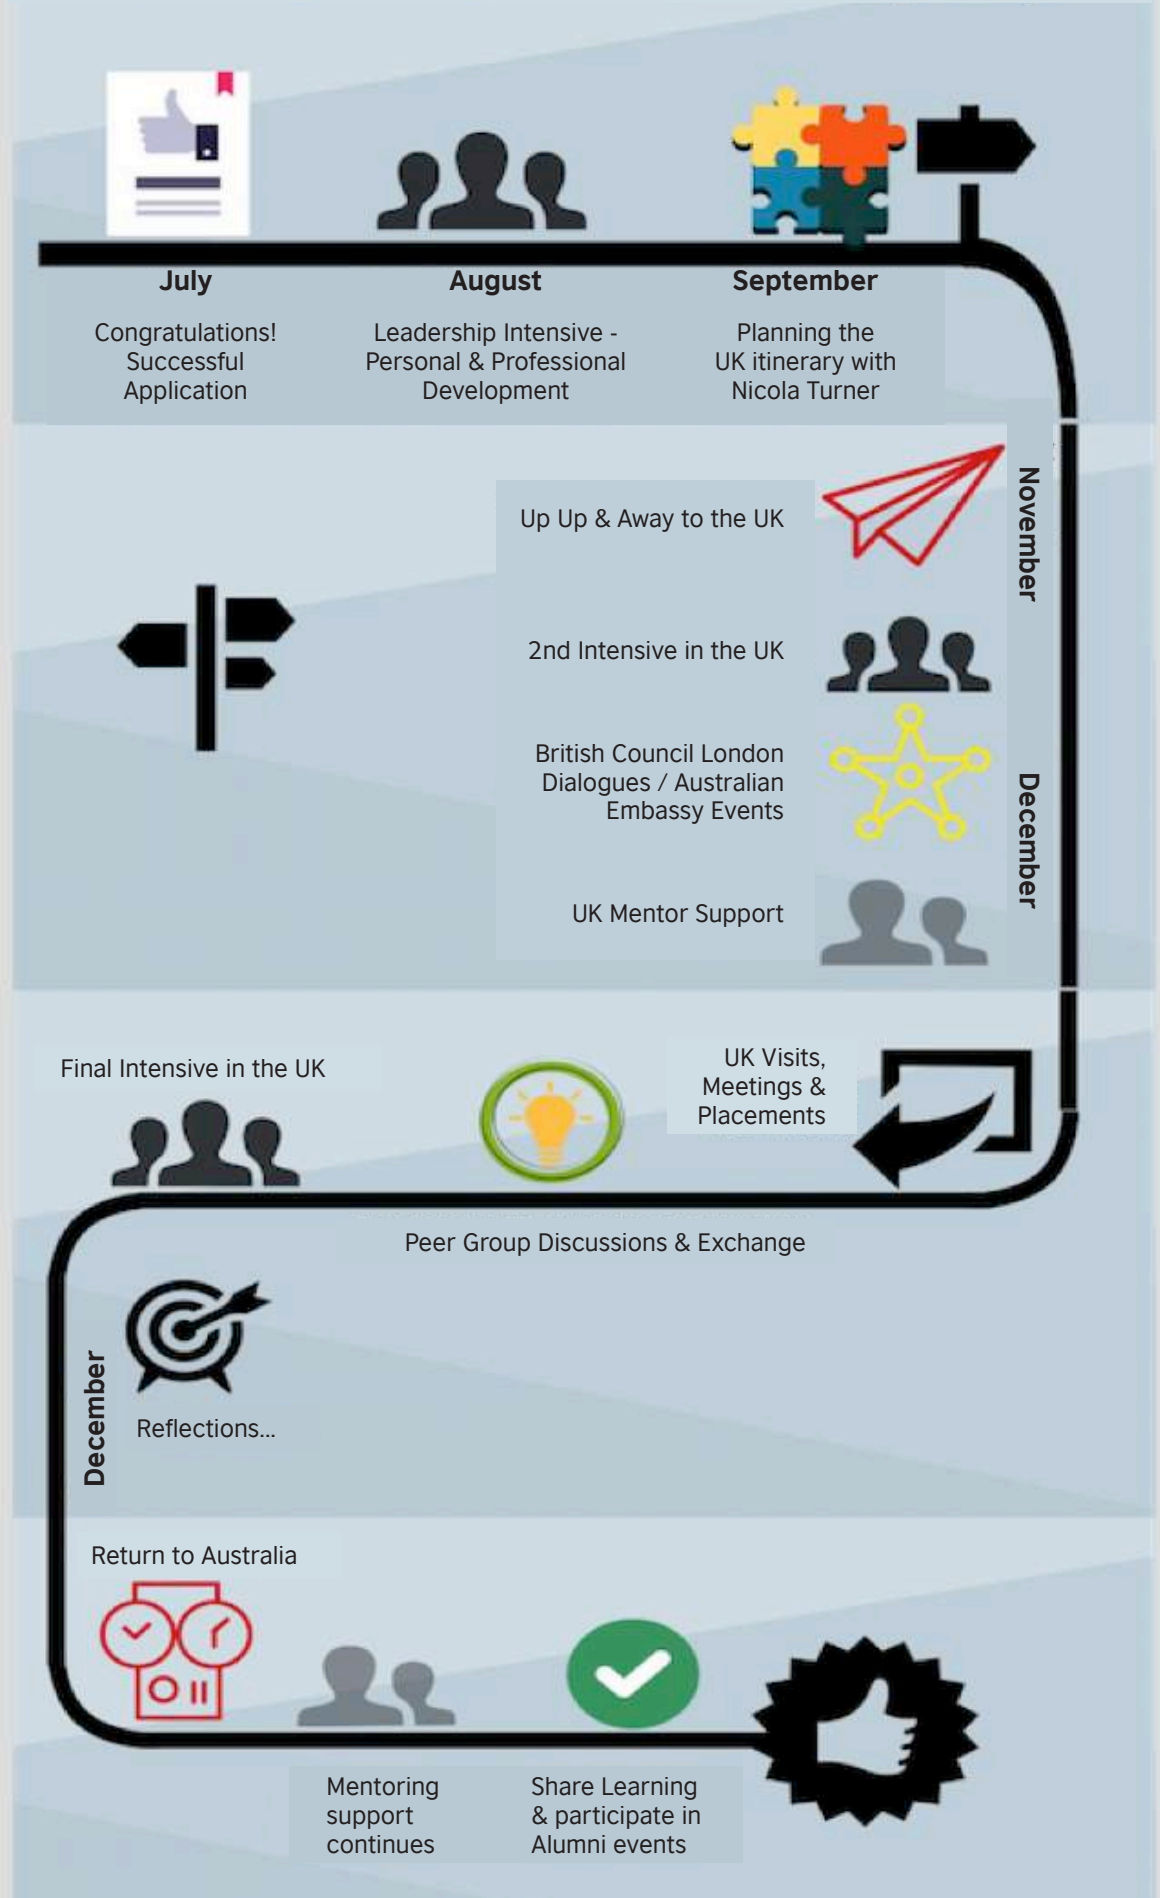 July
Congratulations!
Successful
Application
August
Leadership Intensive -
Personal & Professional
Development
September
Planning the
UK itinerary with
Nicola Turner
November
Up Up & Away to the UK
2nd Intensive in the UK
December
British Council London
Dialogues / Australian
Embassy Events
UK Mentor Support
UK Visits,
Meetings &
Placements
Peer Group Discussions & Exchange
Final Intensive in the UK
December
Reflections...
Return to Australia
Mentoring
support
continues
Share Learning
& participate in
Alumni events